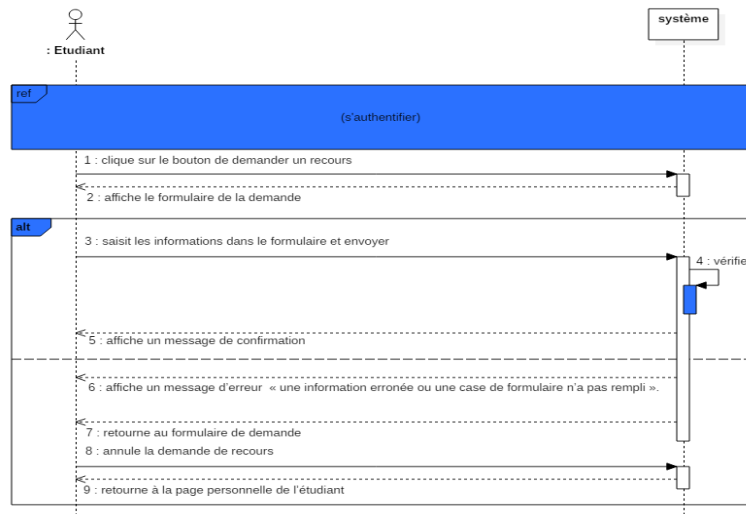 système
: Etudiant
ref
(s'authentifier)
1 : clique sur le bouton de demander un recours
2 : affiche le formulaire de la demande
alt
3 : saisit les informations dans le formulaire et envoyer
4 : vérifie
5 : affiche un message de confirmation
6 : affiche un message d'erreur « une information erronée ou une case de formulaire n'a pas rempli ».
7 : retourne au formulaire de demande
8 : annule la demande de recours
9 : retourne à la page personnelle de l'étudiant